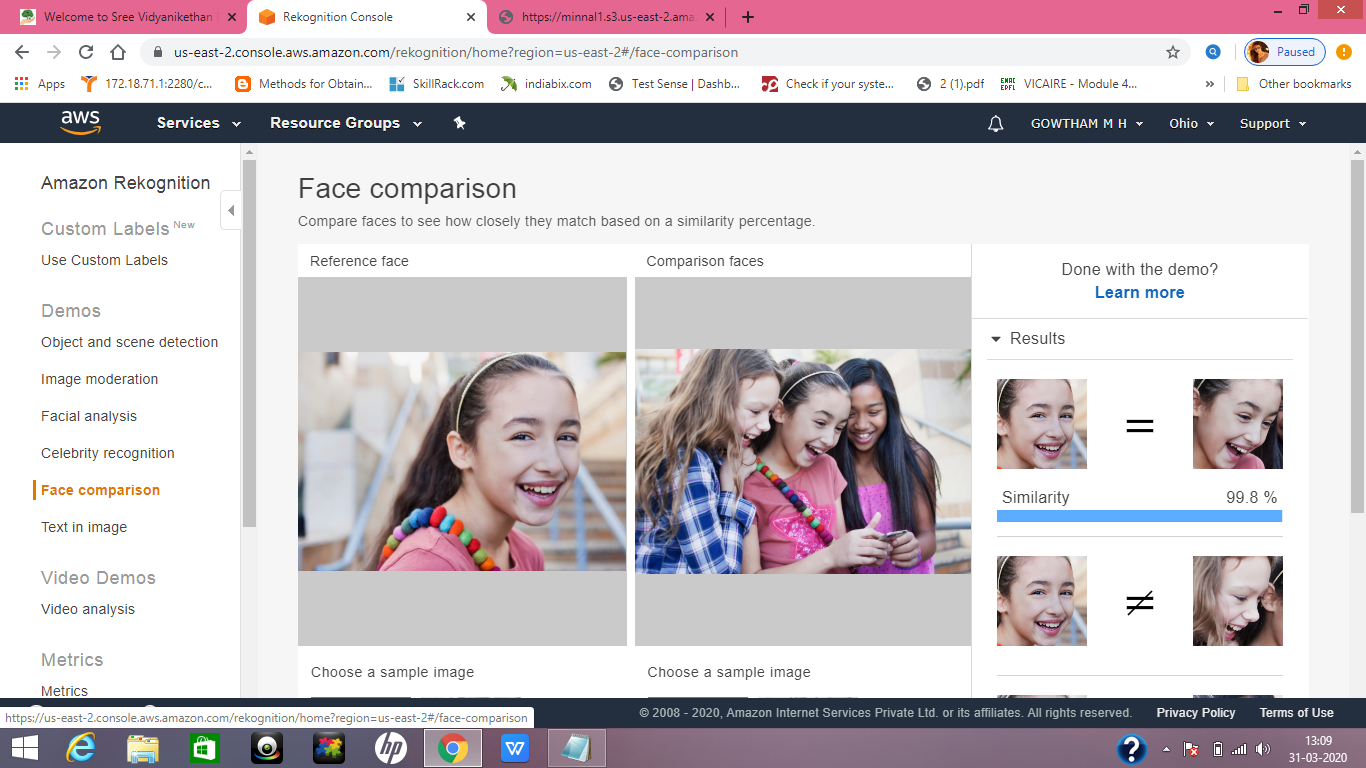 Welcome to Sree Vidyanikethan
Rekognition Console
https://minnal1.s3.us-east-2.ama
us-east-2.console.aws.amazon.com/rekognition/home?region=us-east-2#/face-comparison
Paused
Apps
172.18.71.1:2280/c...
Methods for Obtain...
SkillRack.com
indiabix.com
Test Sense | Dashb...
Check if your syste...
2 (1).pdf
VICAIRE - Module 4...
»
Other bookmarks
aws
Services
Resource Groups
GOWTHAM M H
Ohio
Support
Amazon Rekognition
Custom Labels New
Use Custom Labels
Demos
Object and scene detection
Image moderation
Facial analysis
Celebrity recognition
Face comparison
Text in image
Video Demos
Video analysis
Metrics
Metrics
Face comparison
Compare faces to see how closely they match based on a similarity percentage.
Reference face
Comparison faces
Choose a sample image
Choose a sample image
Done with the demo?
Learn more
Results
=
Similarity 99.8 %
≠
https://us-east-2.console.aws.amazon.com/rekognition/home?region=us-east-2#/face-comparison
© 2008 - 2020, Amazon Internet Services Private Ltd. or its affiliates. All rights reserved.
Privacy Policy
Terms of Use
hp
W
?
13:09
31-03-2020